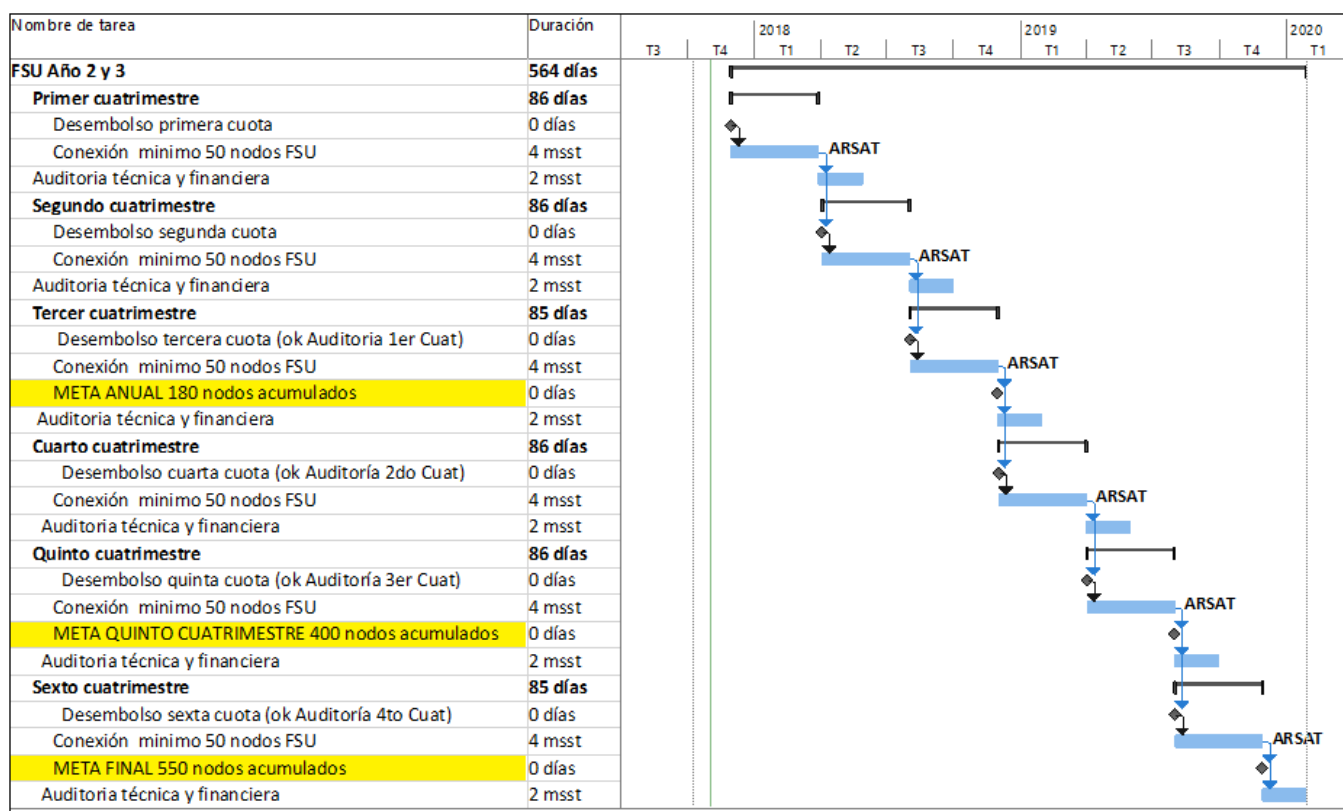 Nombre de tarea Duración 2018 2019 2020
T3 T4 T1 T2 T3 T4 T1 T2 T3 T4 T1
FSU Año 2 y 3 564 días
Primer cuatrimestre 86 días
Desembolso primera cuota 0 días
Conexión minimo 50 nodos FSU 4 msst ARSAT
Auditoria técnica y financiera 2 msst
Segundo cuatrimestre 86 días
Desembolso segunda cuota 0 días
Conexión minimo 50 nodos FSU 4 msst ARSAT
Auditoria técnica y financiera 2 msst
Tercer cuatrimestre 85 días
Desembolso tercera cuota (ok Auditoria 1er Cuat) 0 días
Conexión minimo 50 nodos FSU 4 msst ARSAT
META ANUAL 180 nodos acumulados 0 días
Auditoria técnica y financiera 2 msst
Cuarto cuatrimestre 86 días
Desembolso cuarta cuota (ok Auditoría 2do Cuat) 0 días
Conexión minimo 50 nodos FSU 4 msst ARSAT
Auditoria técnica y financiera 2 msst
Quinto cuatrimestre 86 días
Desembolso quinta cuota (ok Auditoría 3er Cuat) 0 días
Conexión minimo 50 nodos FSU 4 msst ARSAT
META QUINTO CUATRIMESTRE 400 nodos acumulados 0 días
Auditoria técnica y financiera 2 msst
Sexto cuatrimestre 85 días
Desembolso sexta cuota (ok Auditoría 4to Cuat) 0 días
Conexión minimo 50 nodos FSU 4 msst ARSAT
META FINAL 550 nodos acumulados 0 días
Auditoria técnica y financiera 2 msst